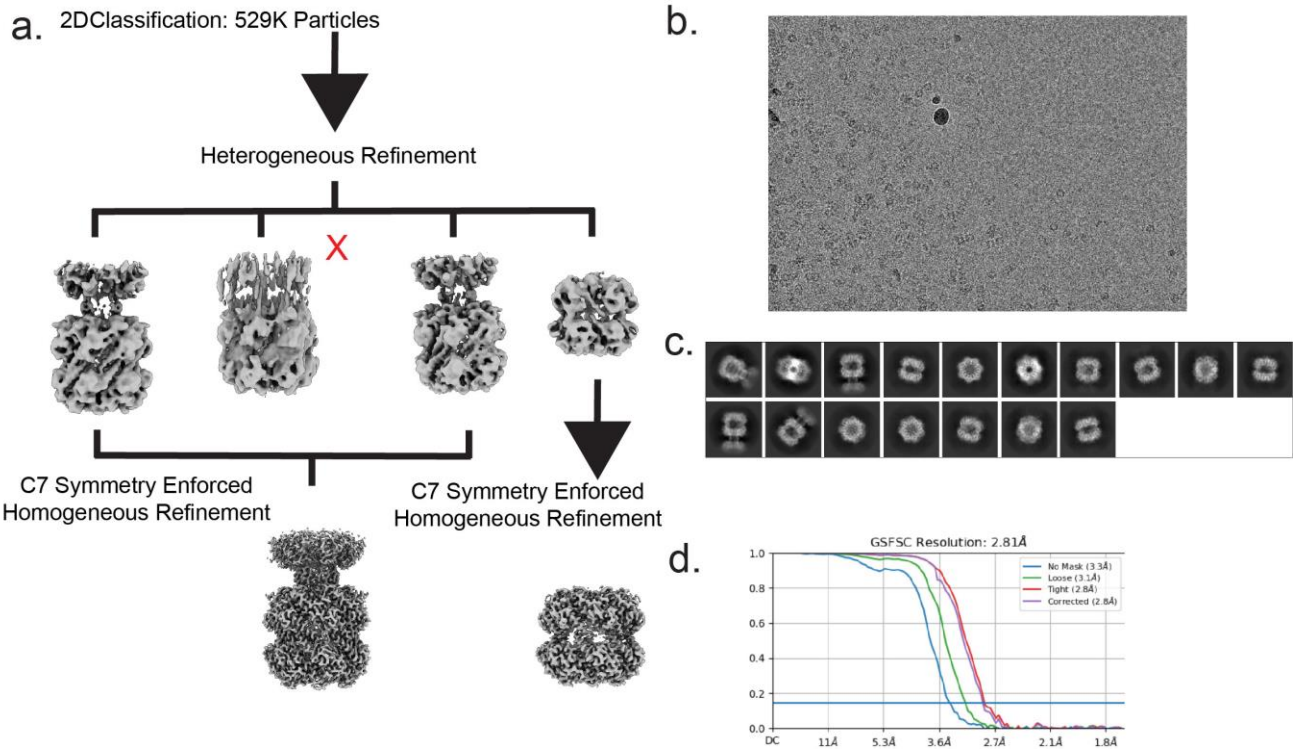 a.
2DClassification: 529K Particles
Heterogeneous Refinement
X
C7 Symmetry Enforced
Homogeneous Refinement
C7 Symmetry Enforced
Homogeneous Refinement
b.
c.
d.
GSFSC Resolution: 2.81Å
1.0
0.8
0.6
0.4
0.2
0.0
No Mask (3.3Å)
Loose (3.1Å)
Tight (2.8Å)
Corrected (2.8Å)
DC
11Å
5.3Å
3.6Å
2.7Å
2.1Å
1.8Å